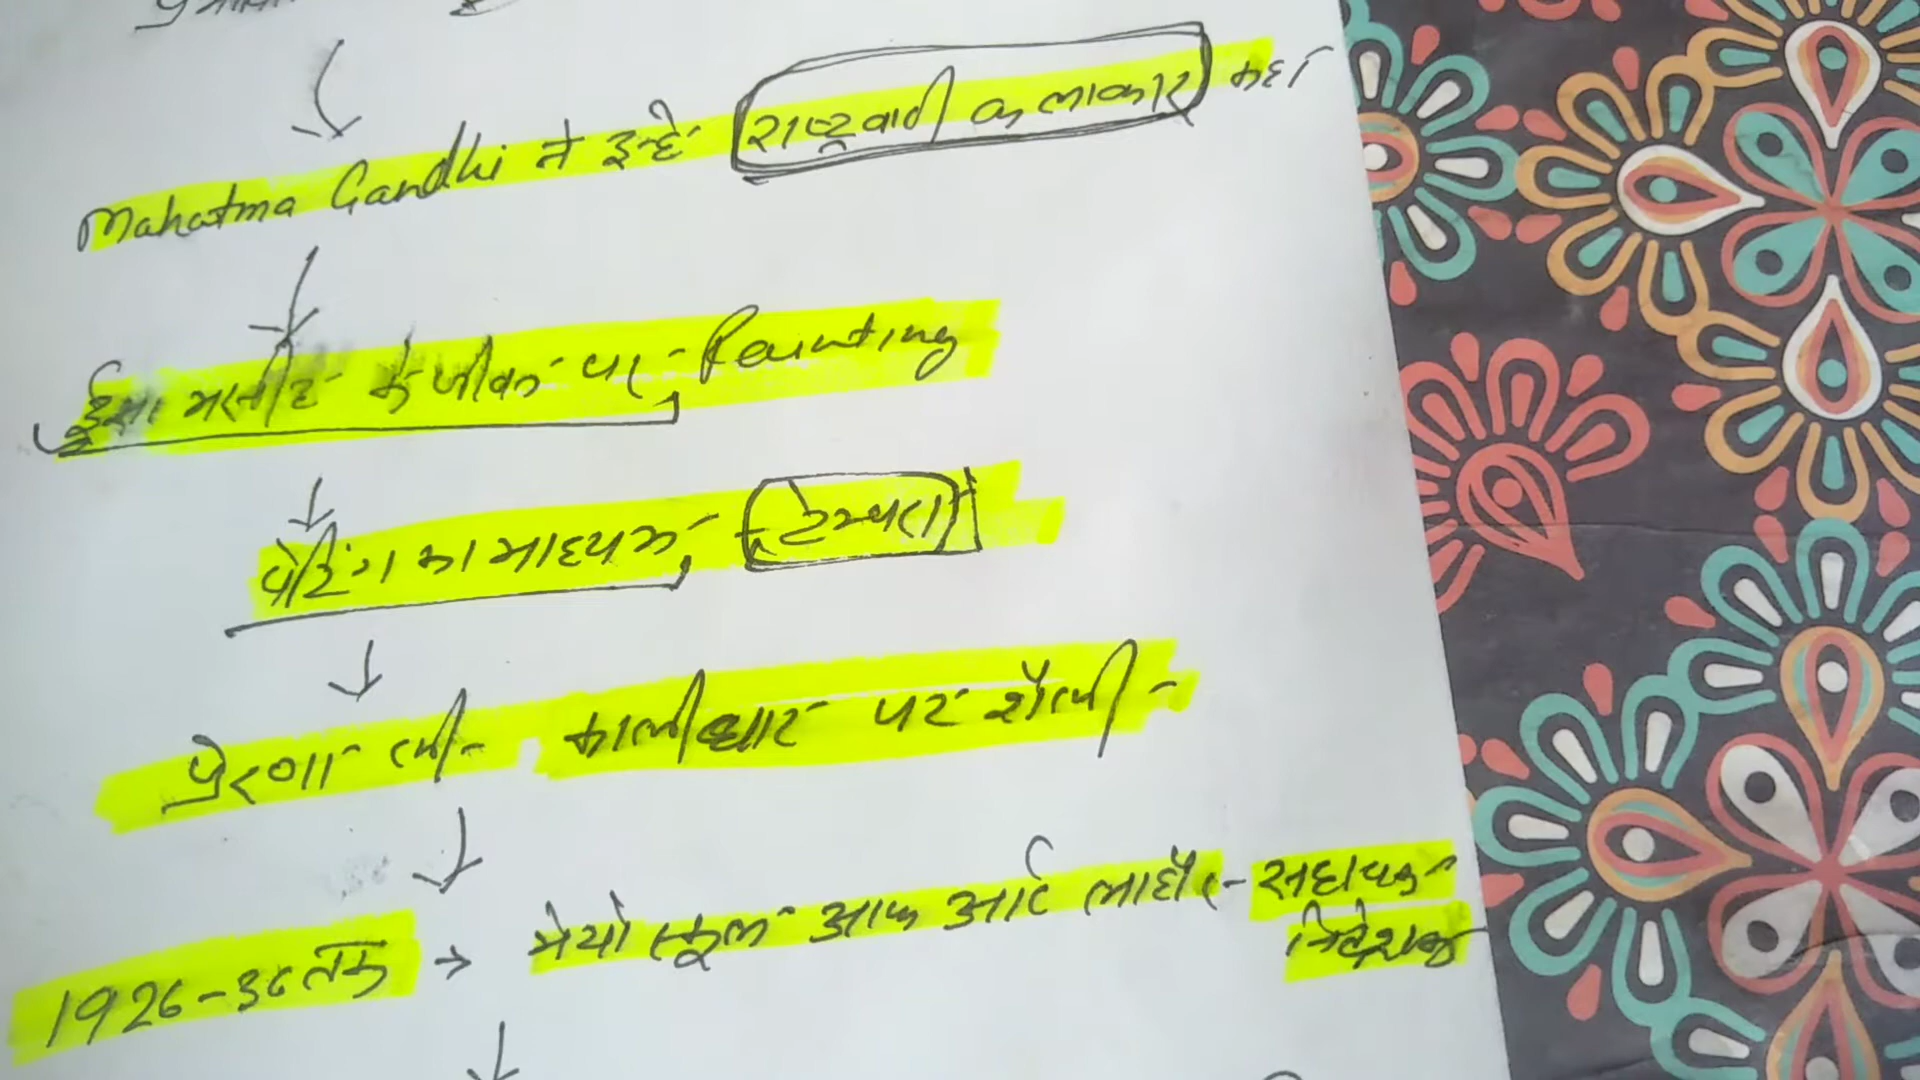 Mahatma Gandhi ने इन्हे राष्ट्रवादी कलाकार कहा
ईसा मसीह के जीवन पर - Painting
पेटिंग का माध्यम - टेम्परा
प्रेरणा ली - कालीघाट पट शैली -
1926-36 तक → मेयो स्कूल आफ आर्ट लाहौर - सहायक
निदेशक